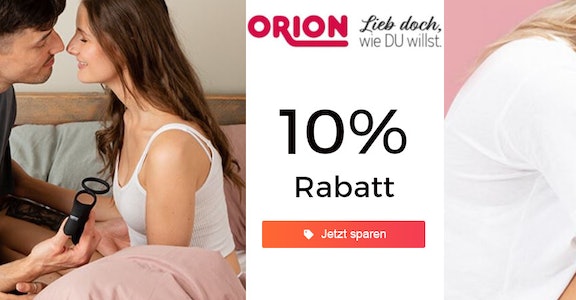 ORION
Lieb doch,
wie DU willst.
10%
Rabatt
Jetzt sparen